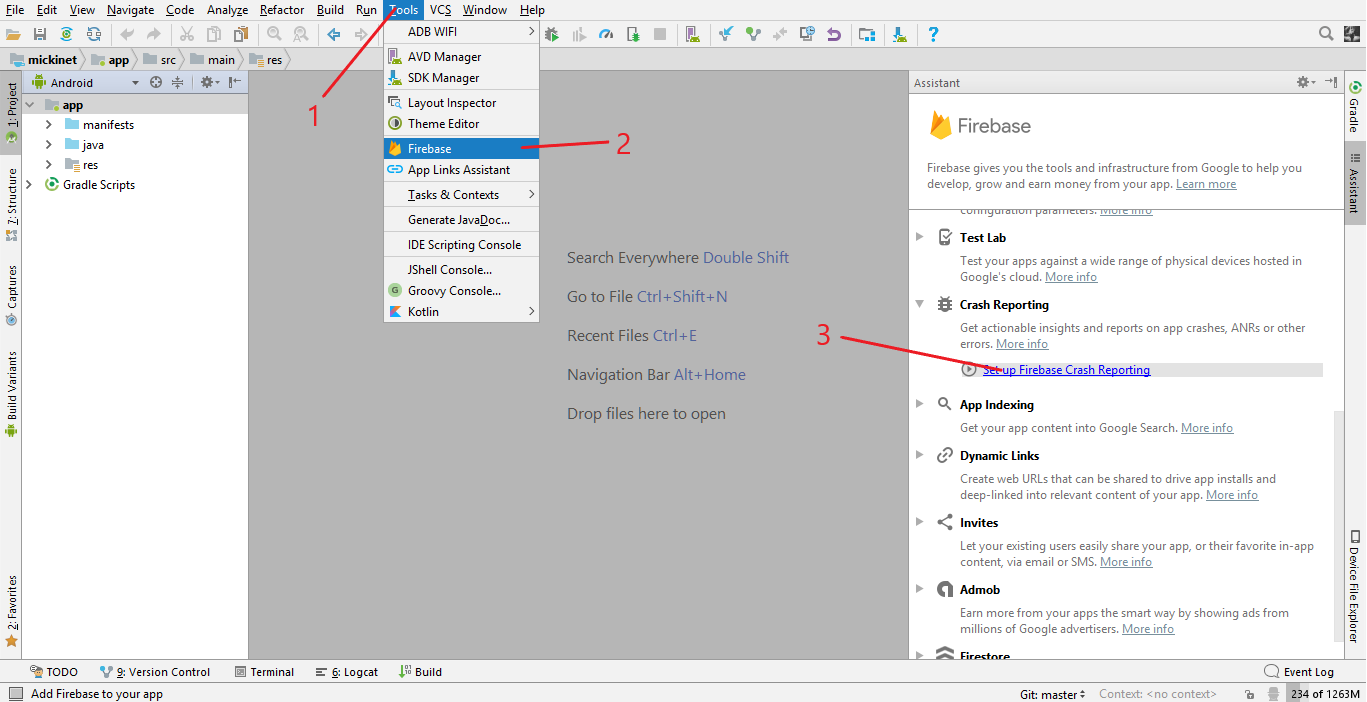 File Edit View Navigate Code Analyze Refactor Build Run Tools VCS Window Help
mickinet app src main res
1: Project
7: Structure
Captures
Build Variants
2: Favorites
Android
app
manifests
java
res
Gradle Scripts
1
ADB WIFI
AVD Manager
SDK Manager
Layout Inspector
Theme Editor
Firebase
App Links Assistant
Tasks & Contexts
Generate JavaDoc...
IDE Scripting Console
JShell Console...
G Groovy Console...
Kotlin
2
Search Everywhere Double Shift
Go to File Ctrl+Shift+N
Recent Files Ctrl+E
Navigation Bar Alt+Home
Drop files here to open
3
Assistant
Firebase
Firebase gives you the tools and infrastructure from Google to help you
develop, grow and earn money from your app. Learn more
configuration parameters. More info
Test Lab
Test your apps against a wide range of physical devices hosted in
Google's cloud. More info
Crash Reporting
Get actionable insights and reports on app crashes, ANRs or other
errors. More info
Set up Firebase Crash Reporting
App Indexing
Get your app content into Google Search. More info
Dynamic Links
Create web URLs that can be shared to drive app installs and
deep-linked into relevant content of your app. More info
Invites
Let your existing users easily share your app, or their favorite in-app
content, via email or SMS. More info
Admob
Earn more from your apps the smart way by showing ads from
millions of Google advertisers. More info
Firestore
Gradle
Assistant
Device File Explorer
TODO 9: Version Control Terminal 6: Logcat Build Event Log
Add Firebase to your app Git: master Context: <no context> 234 of 1263M